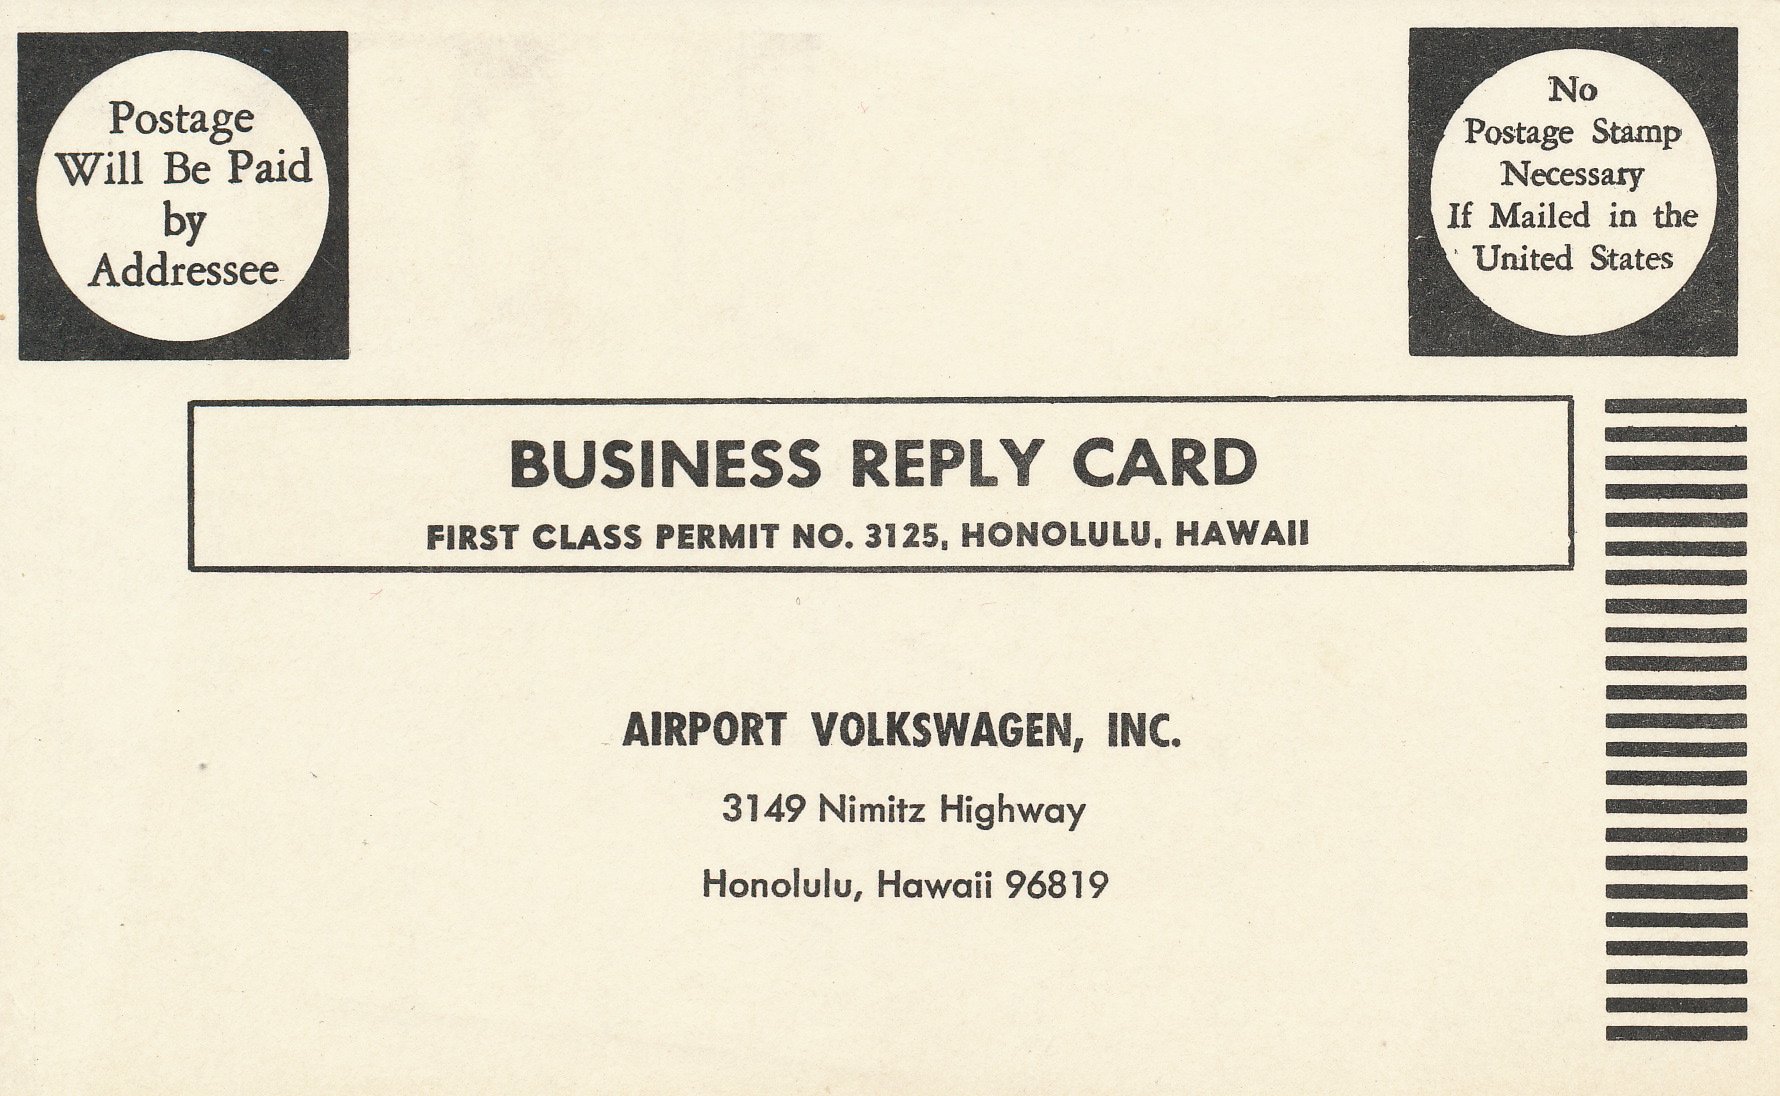 Postage
Will Be Paid
by
Addressee
No
Postage Stamp
Necessary
If Mailed in the
United States
BUSINESS REPLY CARD
FIRST CLASS PERMIT NO. 3125, HONOLULU, HAWAII
AIRPORT VOLKSWAGEN, INC.
3149 Nimitz Highway
Honolulu, Hawaii 96819